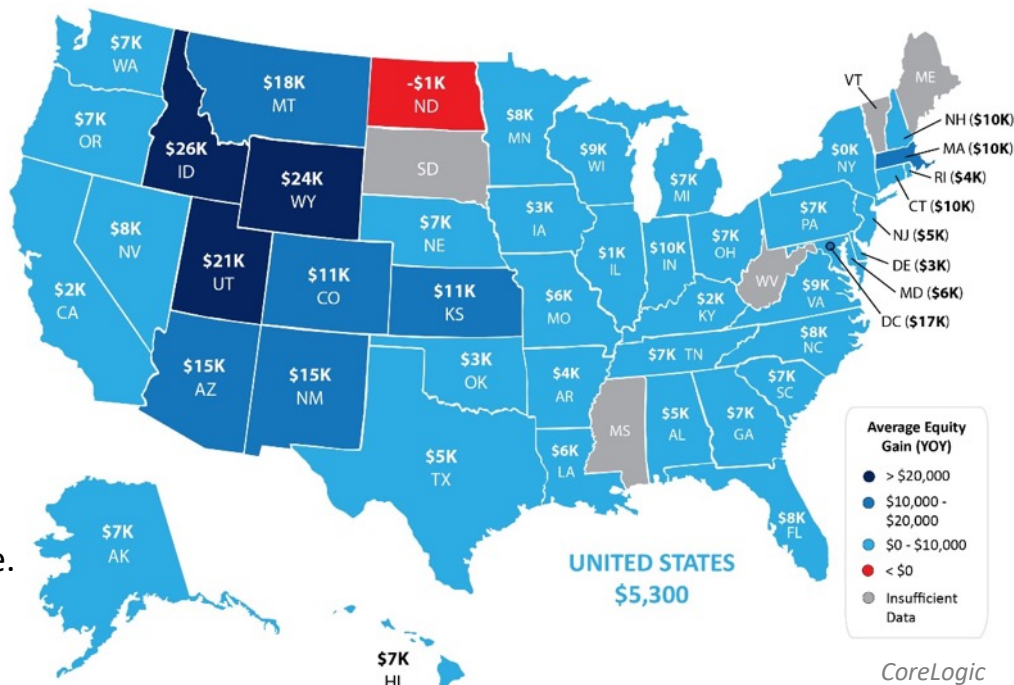 $7K
WA
$7K
OR
$26K
ID
$18K
MT
-$1K
ND
SD
$24K
WY
$8K
NV
$2K
CA
$21K
UT
$11K
CO
$15K
AZ
$15K
NM
$7K
NE
$11K
KS
$3K
OK
$5K
TX
$8K
MN
$3K
IA
$6K
MO
$4K
AR
$6K
LA
$9K
WI
$1K
IL
$7K
MI
$10K
IN
$7K
OH
$2K
KY
$7K TN
MS
$5K
AL
$7K
GA
$8K
FL
$7K
SC
$8K
NC
$9K
VA
WV
$7K
PA
$0K
NY
VT
ME
NH ($10K)
MA ($10K)
RI ($4K)
CT ($10K)
NJ ($5K)
DE ($3K)
MD ($6K)
DC ($17K)
$7K
AK
e.
$7K
HI
UNITED STATES
$5,300
Average Equity
Gain (YOY)
> $20,000
$10,000 -
$20,000
$0 - $10,000
< $0
Insufficient
Data
CoreLogic